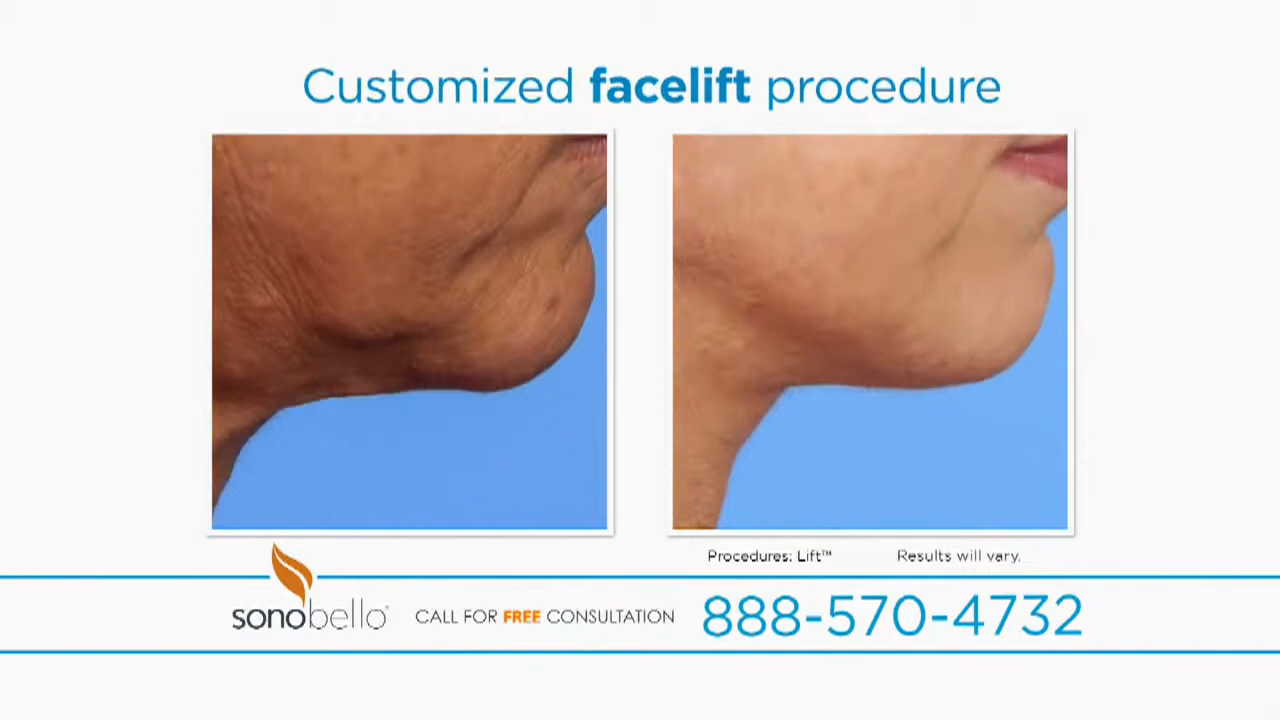 Customized facelift procedure
Procedures: Lift™ Results will vary.
sonobello CALL FOR FREE CONSULTATION 888-570-4732